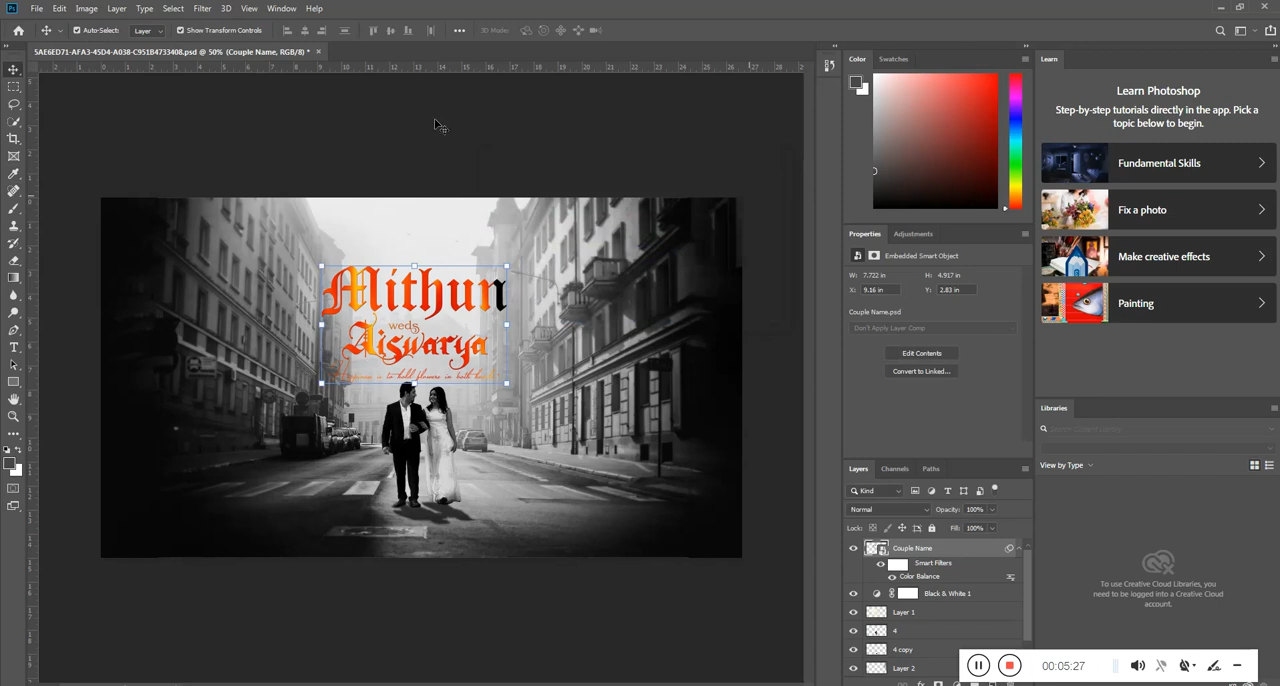 File Edit Image Layer Type Select Filter 3D View Window Help
Auto-Select: Layer Show Transform Controls 3D Mode:
5AE6ED71-AFA3-45D4-A038-C951B4733408.psd @ 50% (Couple Name, RGB/8) *
Mithun
weds
Aiswarya
Color Swatches
Properties Adjustments
Embedded Smart Object
W: 7.722 in H: 4.917 in
X: 9.16 in Y: 2.83 in
Couple Name.psd
Don't Apply Layer Comp
Edit Contents
Convert to Linked...
Layers Channels Paths
Kind
Normal Opacity: 100%
Lock: Fill: 100%
Couple Name
Smart Filters
Color Balance
Black & White 1
Layer 1
4
4 copy
Layer 2
Learn
Learn Photoshop
Step-by-step tutorials directly in the app. Pick a
topic below to begin.
Fundamental Skills
Fix a photo
Make creative effects
Painting
Libraries
View by Type
To use Creative Cloud Libraries, you
need to be logged into a Creative Cloud
account.
00:05:27